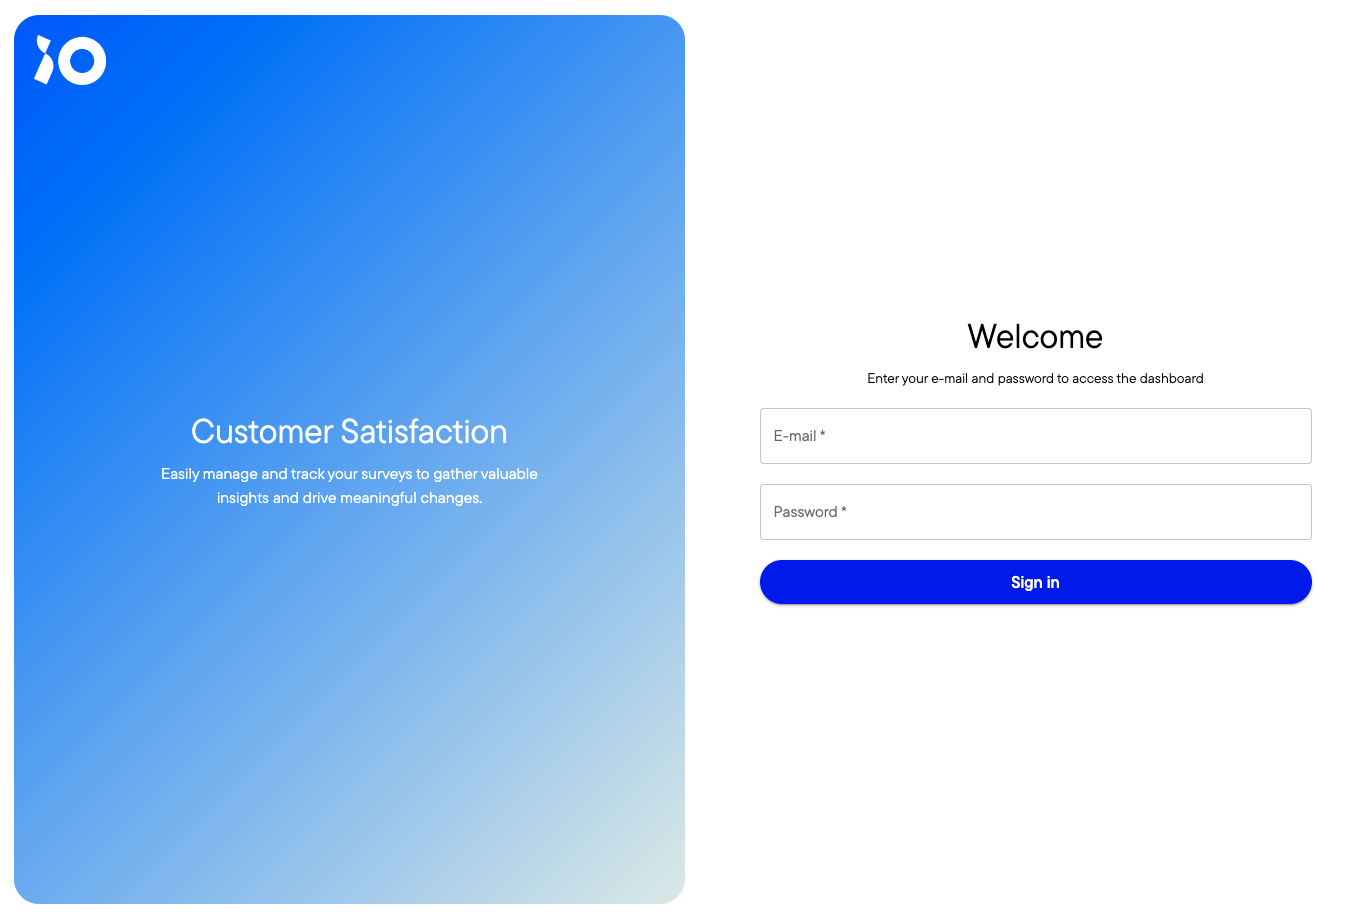 iO
Customer Satisfaction
Easily manage and track your surveys to gather valuable
insights and drive meaningful changes.
Welcome
Enter your e-mail and password to access the dashboard
E-mail *
Password *
Sign in